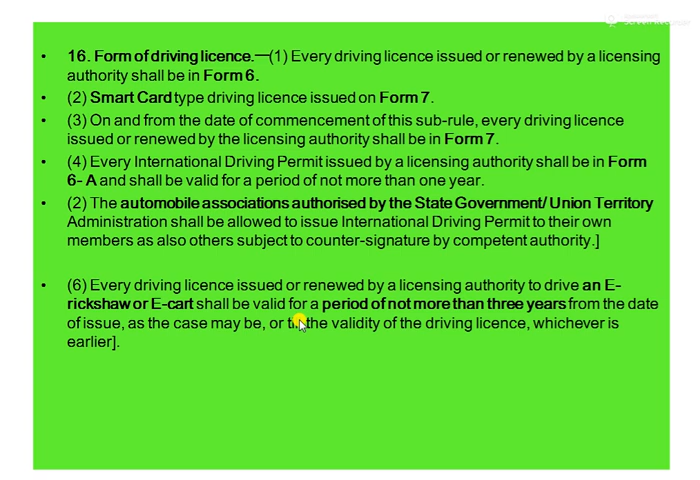 • 16. Form of driving licence.—(1) Every driving licence issued or renewed by a licensing
authority shall be in Form 6.
• (2) Smart Card type driving licence issued on Form 7.
• (3) On and from the date of commencement of this sub-rule, every driving licence
issued or renewed by the licensing authority shall be in Form 7.
• (4) Every International Driving Permit issued by a licensing authority shall be in Form
6- A and shall be valid for a period of not more than one year.
• (2) The automobile associations authorised by the State Government/ Union Territory
Administration shall be allowed to issue International Driving Permit to their own
members as also others subject to counter-signature by competent authority.]
• (6) Every driving licence issued or renewed by a licensing authority to drive an E-
rickshaw or E-cart shall be valid for a period of not more than three years from the date
of issue, as the case may be, or the validity of the driving licence, whichever is
earlier].